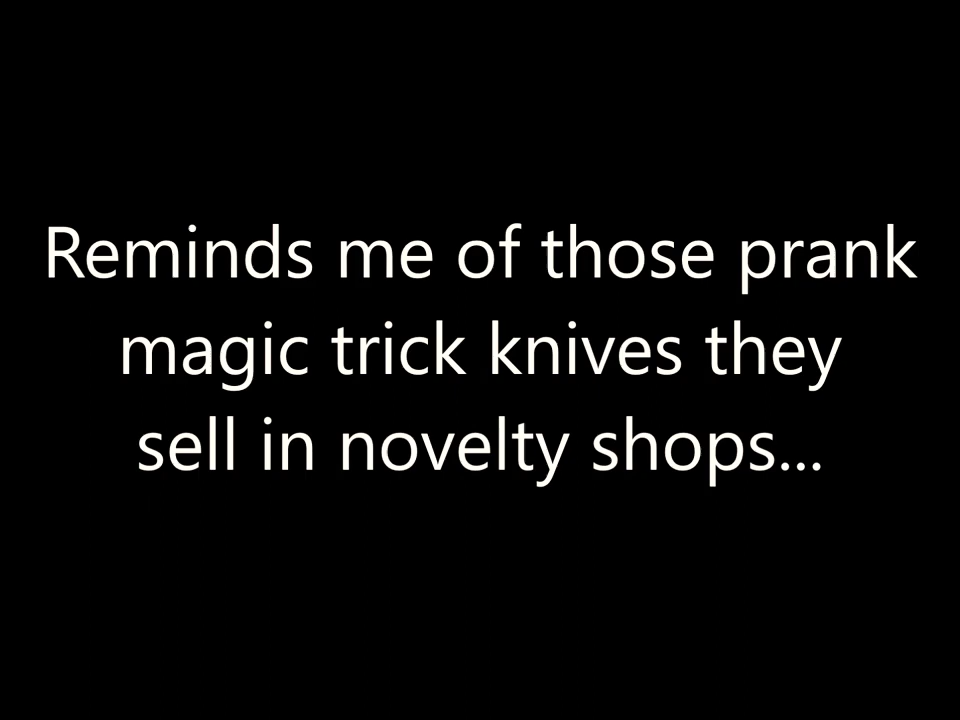 Reminds me of those prank
magic trick knives they
sell in novelty shops...